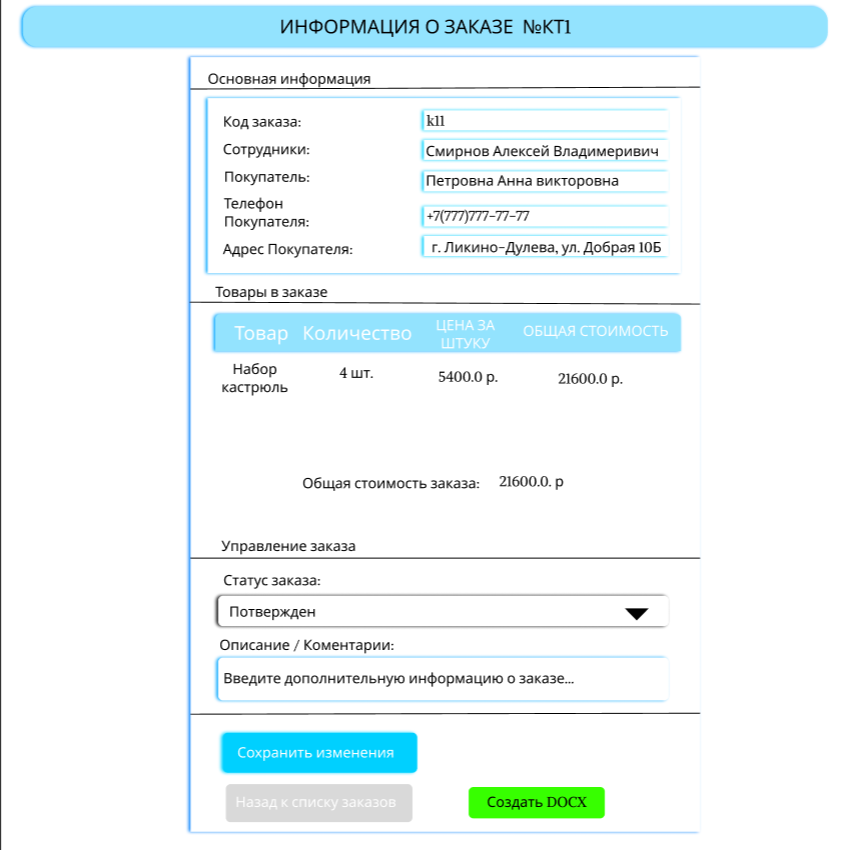 ИНФОРМАЦИЯ О ЗАКАЗЕ №КТ1
Основная информация
Код заказа: k11
Сотрудники: Смирнов Алексей Владимеривич
Покупатель: Петровна Анна викторовна
Телефон
Покупателя: +7(777)777-77-77
Адрес Покупателя: г. Ликино-Дулева, ул. Добрая 10Б
Товары в заказе
Товар Количество ЦЕНА ЗА ОБЩАЯ СТОИМОСТЬ
ШТУКУ
Набор 4 шт. 5400.0 р. 21600.0 р.
кастрюль
Общая стоимость заказа: 21600.0. р
Управление заказа
Статус заказа:
Потвержден
Описание / Коментарии:
Введите дополнительную информацию о заказе...
Сохранить изменения
Назад к списку заказов Создать DOCX